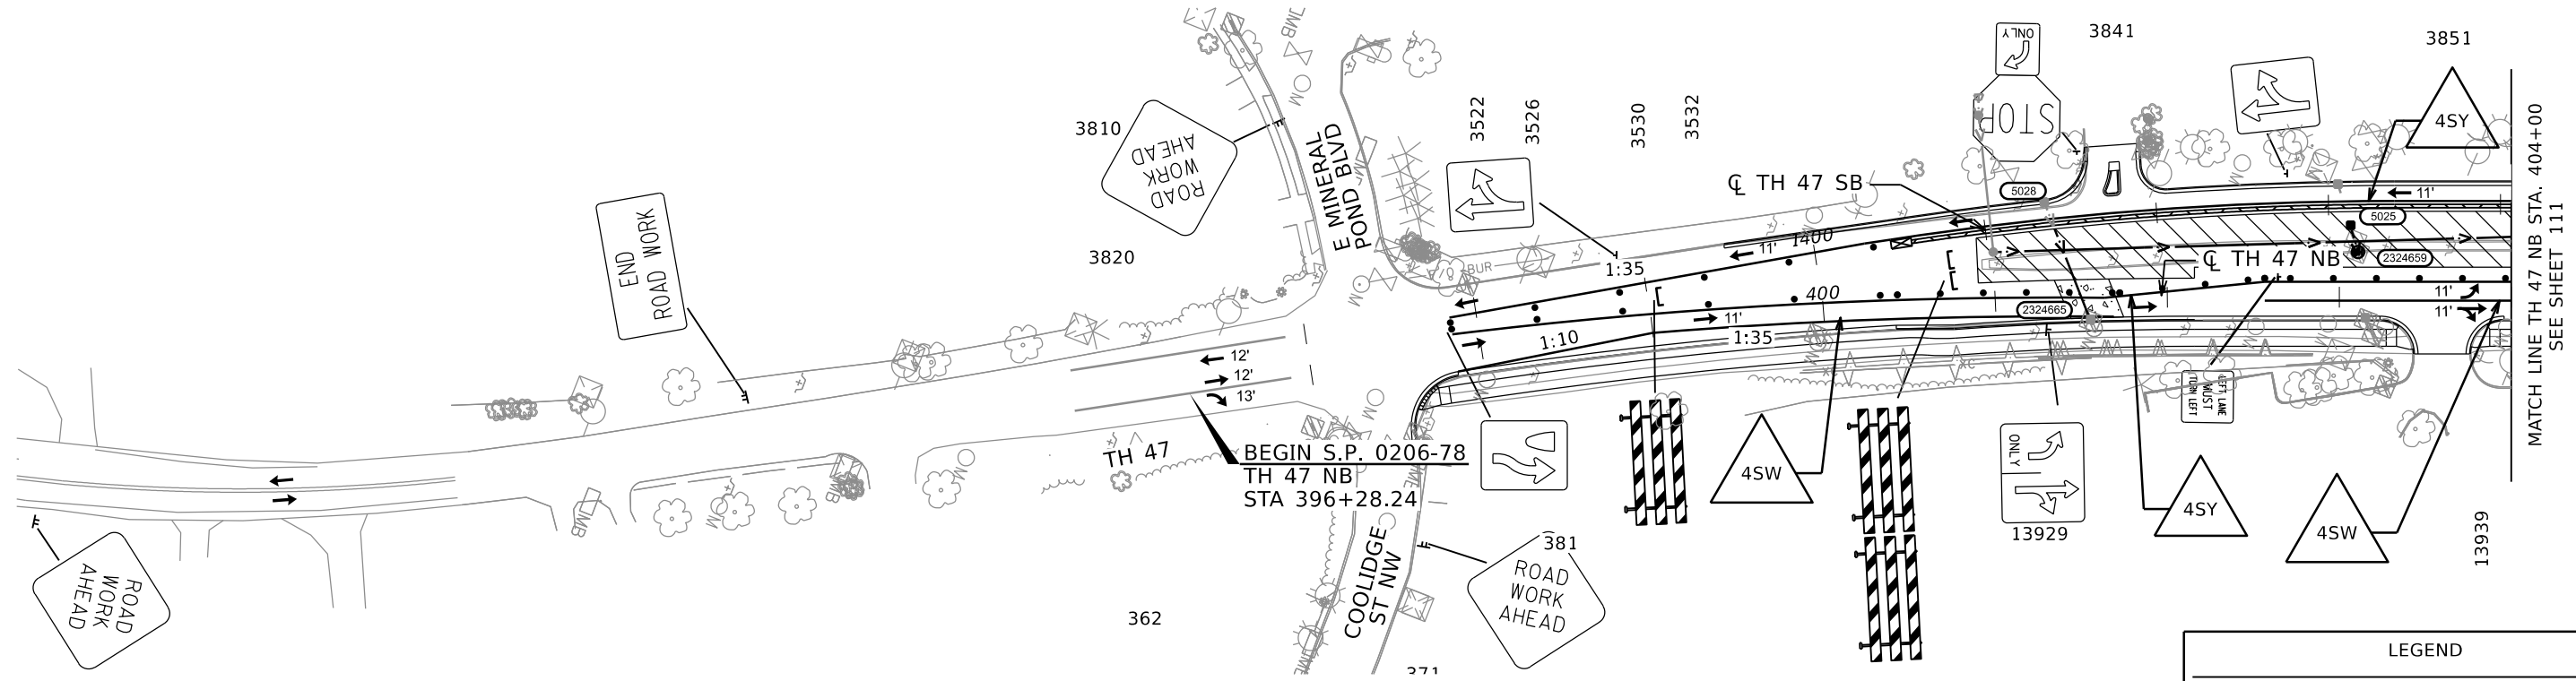 3841
3851
ONLY
STOP
4SY
3810
ROAD
WORK
AHEAD
E MINERAL
POND BLVD
3522
3526
3530
3532
℄ TH 47 SB
5028
11'
5025
MATCH LINE TH 47 NB STA. 404+00
SEE SHEET 111
END
ROAD WORK
3820
11'
1400
1:35
BUR
℄ TH 47 NB
2324659
400
11'
2324665
11'
11'
1:10
1:35
12'
12'
13'
LEFT LANE
MUST
TURN LEFT
TH 47
BEGIN S.P. 0206-78
TH 47 NB
STA 396+28.24
4SW
ONLY
4SY
4SW
13929
13939
ROAD
WORK
AHEAD
COOLIDGE
ST NW
381
ROAD
WORK
AHEAD
362
371
LEGEND